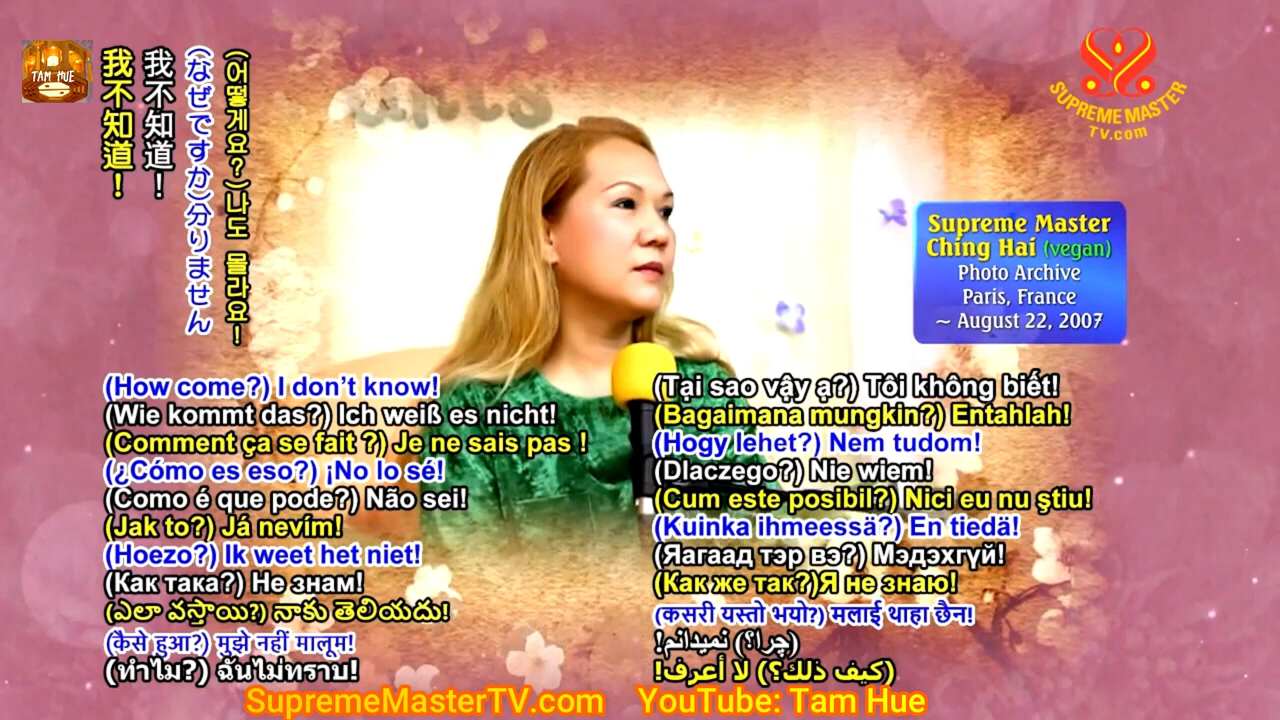 TAM HUE
我不知道！
我不知道！
(なぜですか)分りません
(어떻게요?)나도 몰라요!
SUPREME MASTER
TV.com
Supreme Master
Ching Hai (vegan)
Photo Archive
Paris, France
~ August 22, 2007
(How come?) I don’t know!
(Wie kommt das?) Ich weiß es nicht!
(Comment ça se fait ?) Je ne sais pas !
(¿Cómo es eso?) ¡No lo sé!
(Como é que pode?) Não sei!
(Jak to?) Já nevím!
(Hoezo?) Ik weet het niet!
(Как така?) Не знам!
(ఎలా వస్తాయి?) నాకు తెలియదు!
(कैसे हुआ?) मुझे नहीं मालूम!
(ทำไม?) ฉันไม่ทราบ!
(Tại sao vậy ạ?) Tôi không biết!
(Bagaimana mungkin?) Entahlah!
(Hogy lehet?) Nem tudom!
(Dlaczego?) Nie wiem!
(Cum este posibil?) Nici eu nu ştiu!
(Kuinka ihmeessä?) En tiedä!
(Яагаад тэр вэ?) Мэдэхгүй!
(Как же так?)Я не знаю!
(कसरी यस्तो भयो?) मलाई थाहा छैन!
(چرا؟) نمیدانم!
(كيف ذلك؟) لا أعرف!
SupremeMasterTV.com YouTube: Tam Hue